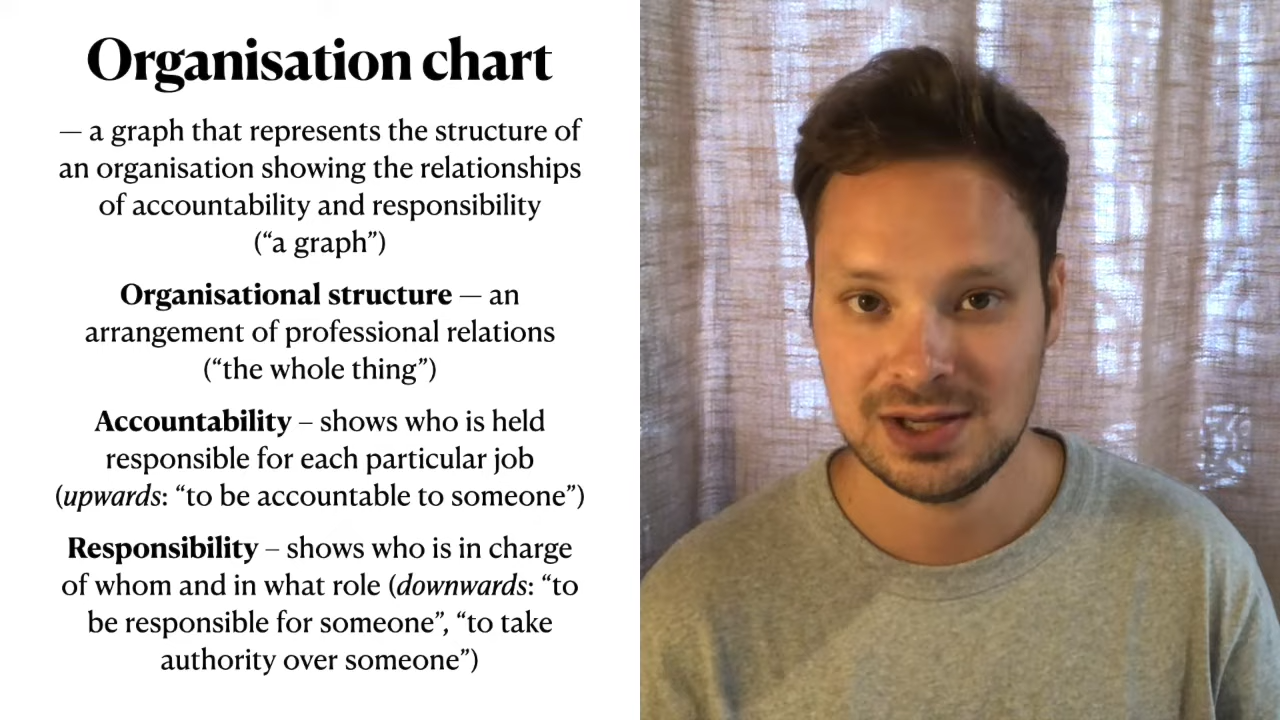 Organisation chart
— a graph that represents the structure of
an organisation showing the relationships
of accountability and responsibility
(“a graph”)
Organisational structure — an
arrangement of professional relations
(“the whole thing”)
Accountability – shows who is held
responsible for each particular job
(upwards: “to be accountable to someone”)
Responsibility – shows who is in charge
of whom and in what role (downwards: “to
be responsible for someone”, “to take
authority over someone”)